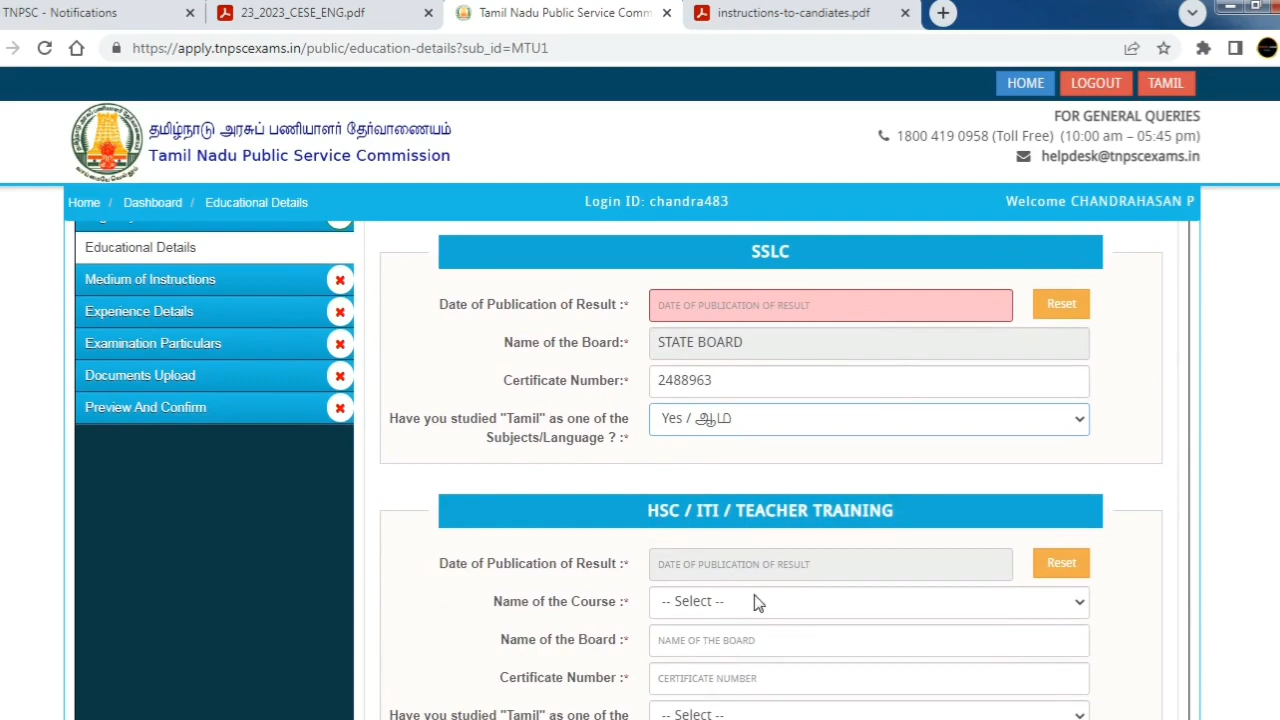 TNPSC - Notifications
23_2023_CESE_ENG.pdf
Tamil Nadu Public Service Comm
instructions-to-candiates.pdf
https://apply.tnpscexams.in/public/education-details?sub_id=MTU1
HOME LOGOUT TAMIL
தமிழ்நாடு அரசுப் பணியாளர் தேர்வாணையம்
Tamil Nadu Public Service Commission
FOR GENERAL QUERIES
1800 419 0958 (Toll Free) (10:00 am – 05:45 pm)
helpdesk@tnpscexams.in
Home / Dashboard / Educational Details
Login ID: chandra483
Welcome CHANDRAHASAN P
Educational Details
Medium of Instructions
Experience Details
Examination Particulars
Documents Upload
Preview And Confirm
SSLC
Date of Publication of Result :* DATE OF PUBLICATION OF RESULT Reset
Name of the Board:* STATE BOARD
Certificate Number:* 2488963
Have you studied "Tamil" as one of the
Subjects/Language ? :*
Yes / ஆம்
HSC / ITI / TEACHER TRAINING
Date of Publication of Result :* DATE OF PUBLICATION OF RESULT Reset
Name of the Course :* -- Select --
Name of the Board :* NAME OF THE BOARD
Certificate Number :* CERTIFICATE NUMBER
Have you studied "Tamil" as one of the -- Select --